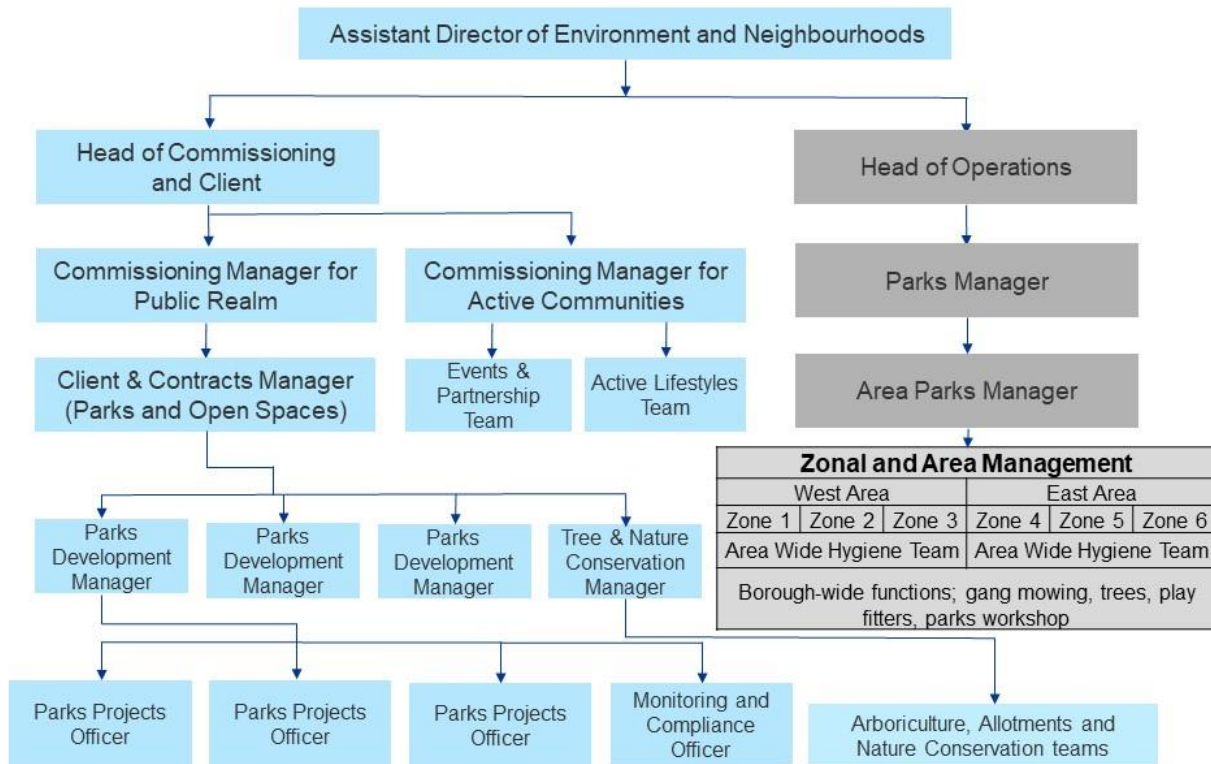 Assistant Director of Environment and Neighbourhoods
Head of Commissioning
and Client
Head of Operations
Commissioning Manager for
Public Realm
Commissioning Manager for
Active Communities
Parks Manager
Client & Contracts Manager
(Parks and Open Spaces)
Events &
Partnership
Team
Active Lifestyles
Team
Area Parks Manager
Zonal and Area Management
West Area
East Area
Zone 1
Zone 2
Zone 3
Zone 4
Zone 5
Zone 6
Area Wide Hygiene Team
Area Wide Hygiene Team
Borough-wide functions; gang mowing, trees, play
fitters, parks workshop
Parks
Development
Manager
Parks
Development
Manager
Parks
Development
Manager
Tree & Nature
Conservation
Manager
Parks Projects
Officer
Parks Projects
Officer
Parks Projects
Officer
Monitoring and
Compliance
Officer
Arboriculture, Allotments and
Nature Conservation teams